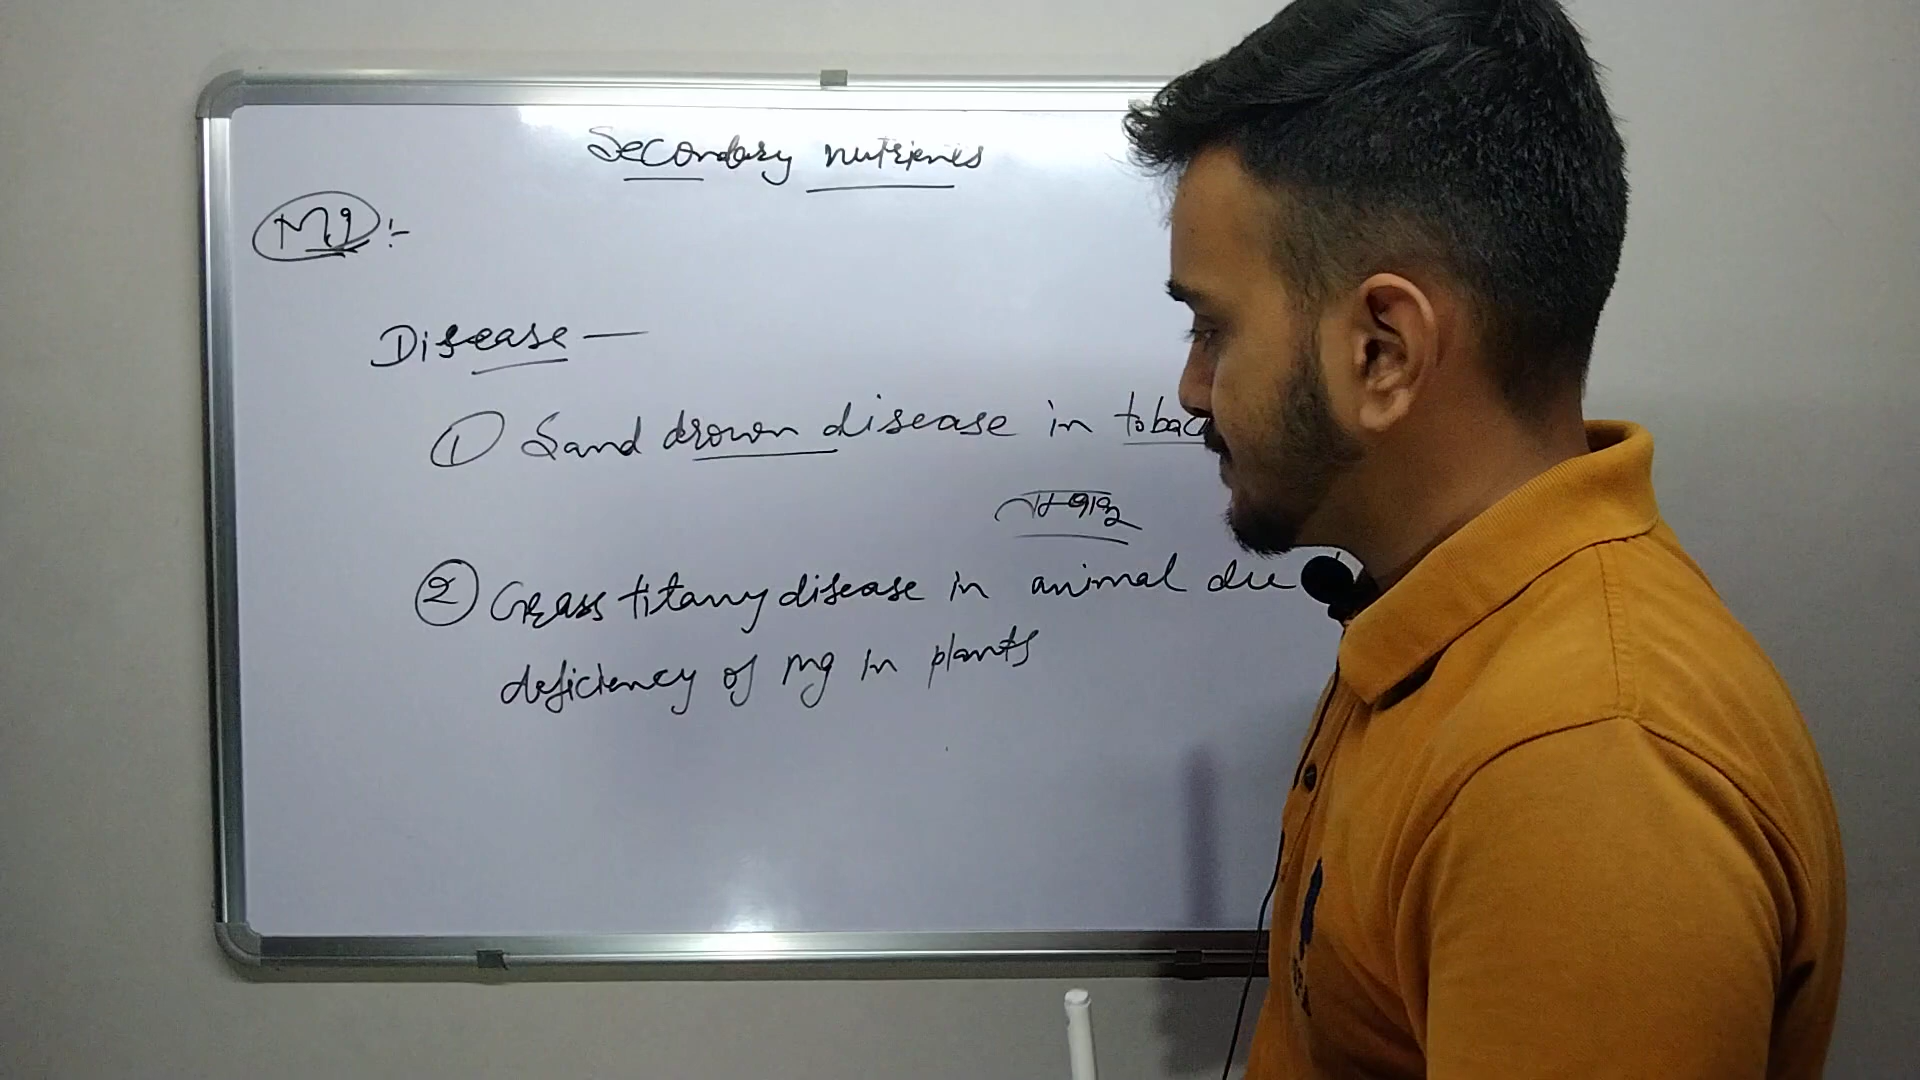 Secondary nutrients
Mg :-
Disease —
① Sand drown disease in tobac
② Grass titany disease in animal due
deficiency of mg in plants